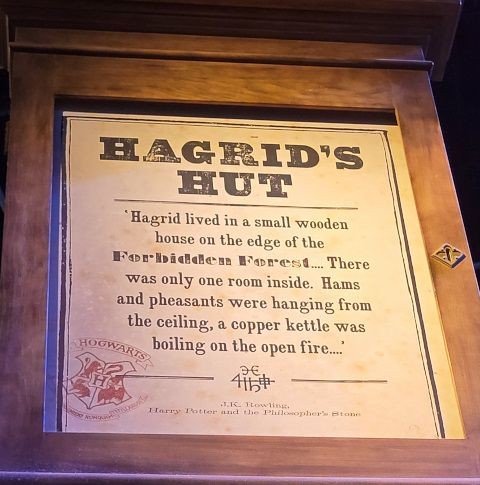 HAGRID'S
HUT
'Hagrid lived in a small wooden
house on the edge of the
Forbidden Forest.... There
was only one room inside. Hams
and pheasants were hanging from
the ceiling, a copper kettle was
boiling on the open fire....'
HOGWARTS
H
J.K. Rowling,
Harry Potter and the Philosopher's Stone